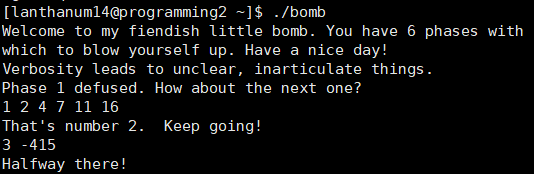 [lanthanum14@programming2 ~]$ ./bomb
Welcome to my fiendish little bomb. You have 6 phases with
which to blow yourself up. Have a nice day!
Verbosity leads to unclear, inarticulate things.
Phase 1 defused. How about the next one?
1 2 4 7 11 16
That's number 2.  Keep going!
3 -415
Halfway there!